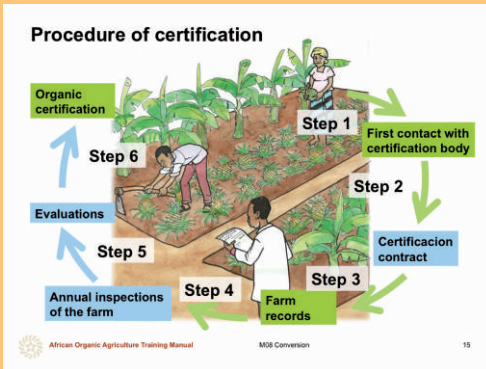 Procedure of certification
Step 1
First contact with
certification body
Step 2
Certificacion
contract
Step 3
Farm
records
Step 4
Annual inspections
of the farm
Step 5
Evaluations
Step 6
Organic
certification
African Organic Agriculture Training Manual
M08 Conversion
15